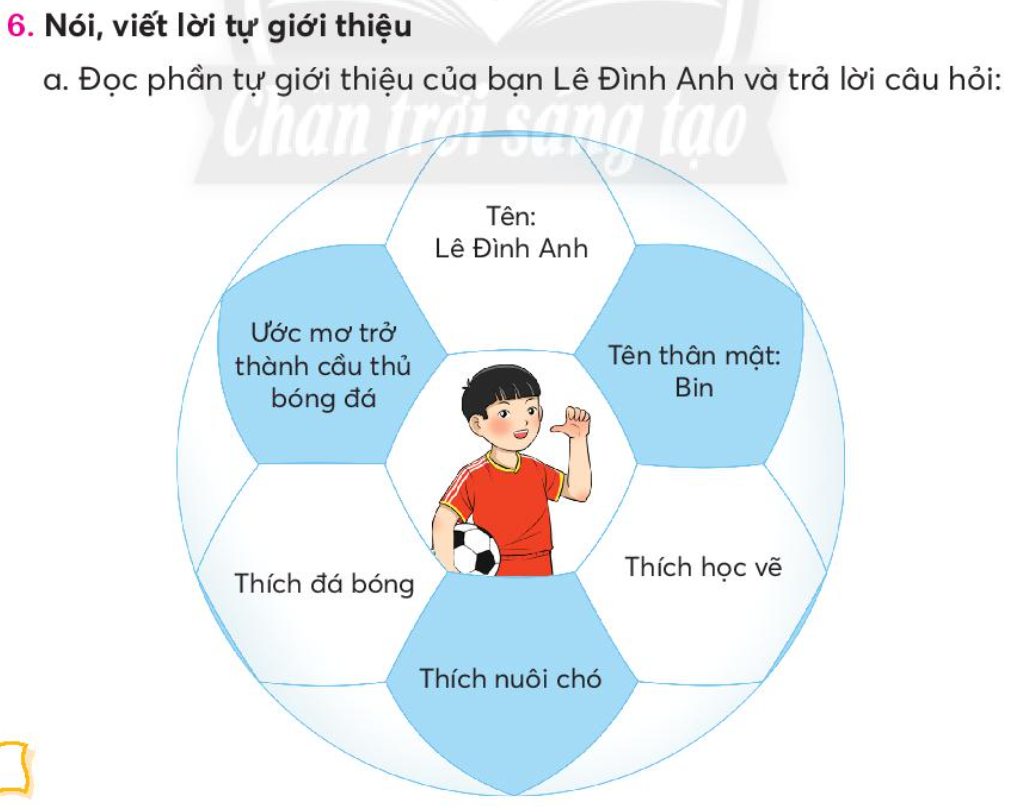 6. Nói, viết lời tự giới thiệu
a. Đọc phần tự giới thiệu của bạn Lê Đình Anh và trả lời câu hỏi:
Chân trời sáng tạo
Tên:
Lê Đình Anh
Ước mơ trở
thành cầu thủ
bóng đá
Tên thân mật:
Bin
Thích đá bóng
Thích học vẽ
Thích nuôi chó